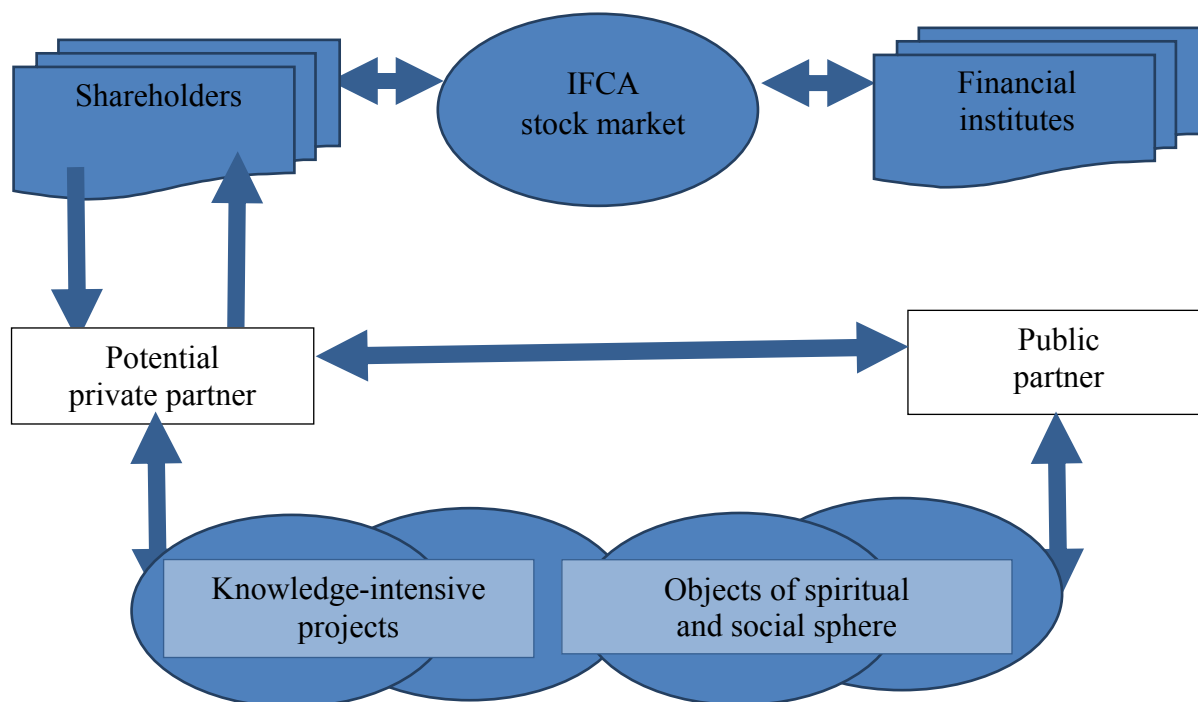 Shareholders
IFCA
stock market
Financial
institutes
Potential
private partner
Public
partner
Knowledge-intensive
projects
Objects of spiritual
and social sphere